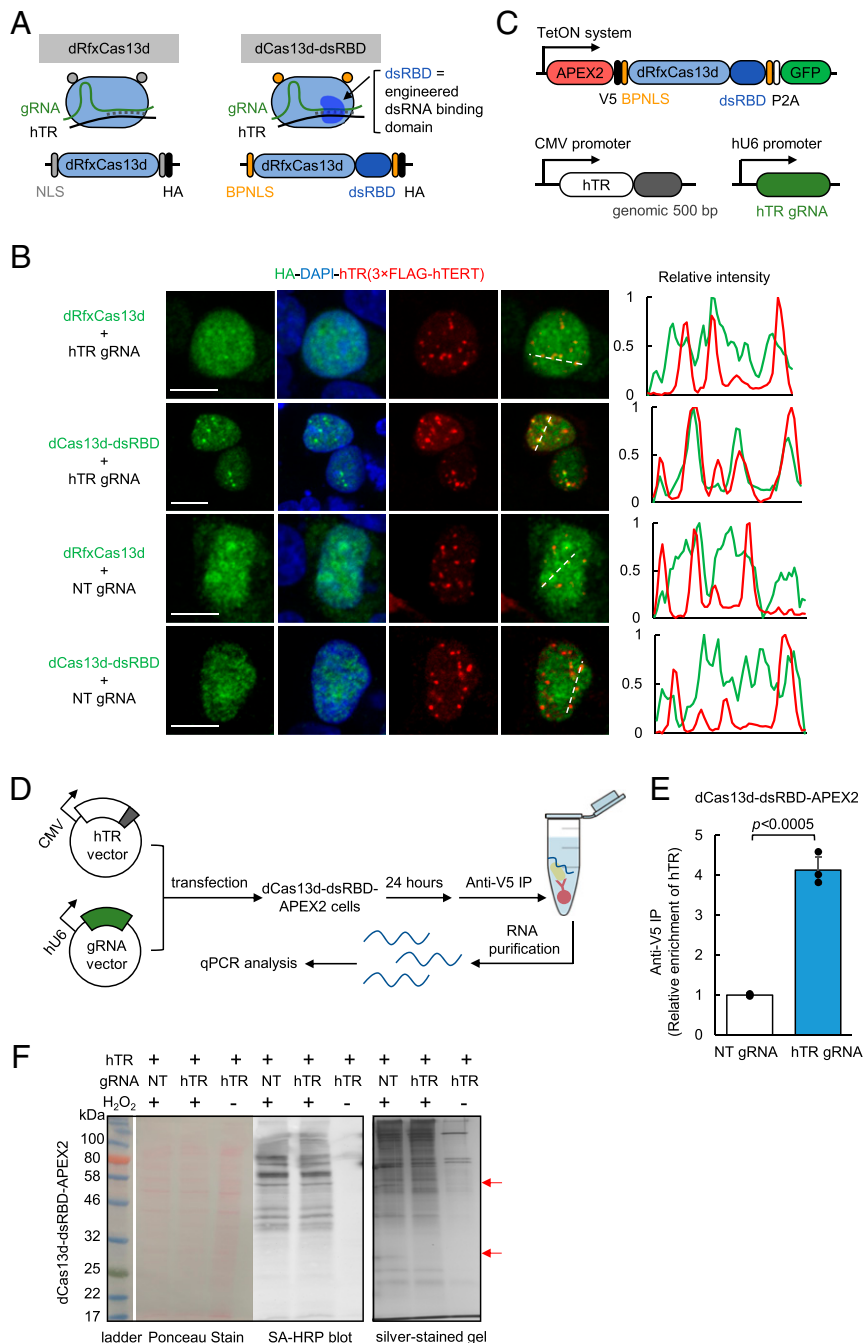 A
dRfxCas13d
dCas13d-dsRBD
gRNA
hTR
gRNA
hTR
dsRBD =
engineered
dsRNA binding
domain
dRfxCas13d
NLS
HA
dRfxCas13d
BPNLS
dsRBD
HA
C
TetON system
APEX2
dRfxCas13d
GFP
V5 BPNLS
dsRBD P2A
CMV promoter
hTR
genomic 500 bp
hU6 promoter
hTR gRNA
B
HA-DAPI-hTR(3×FLAG-hTERT)
Relative intensity
dRfxCas13d
+
hTR gRNA
1
0.5
0
dCas13d-dsRBD
+
hTR gRNA
1
0.5
0
dRfxCas13d
+
NT gRNA
1
0.5
0
dCas13d-dsRBD
+
NT gRNA
1
0.5
0
D
CMV
hTR
vector
hU6
gRNA
vector
transfection
dCas13d-dsRBD-
APEX2 cells
24 hours
Anti-V5 IP
RNA
purification
qPCR analysis
E
dCas13d-dsRBD-APEX2
p<0.0005
Anti-V5 IP
(Relative enrichment of hTR)
5
4
3
2
1
0
NT gRNA
hTR gRNA
F
hTR + + + + + + + + +
gRNA NT hTR hTR NT hTR hTR NT hTR hTR
H₂O₂ + + - + + - + + -
kDa
100
80
58
46
32
25
22
17
dCas13d-dsRBD-APEX2
ladder
Ponceau Stain
SA-HRP blot
silver-stained gel